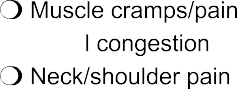 ❍ Muscle cramps/pain
l congestion
❍ Neck/shoulder pain